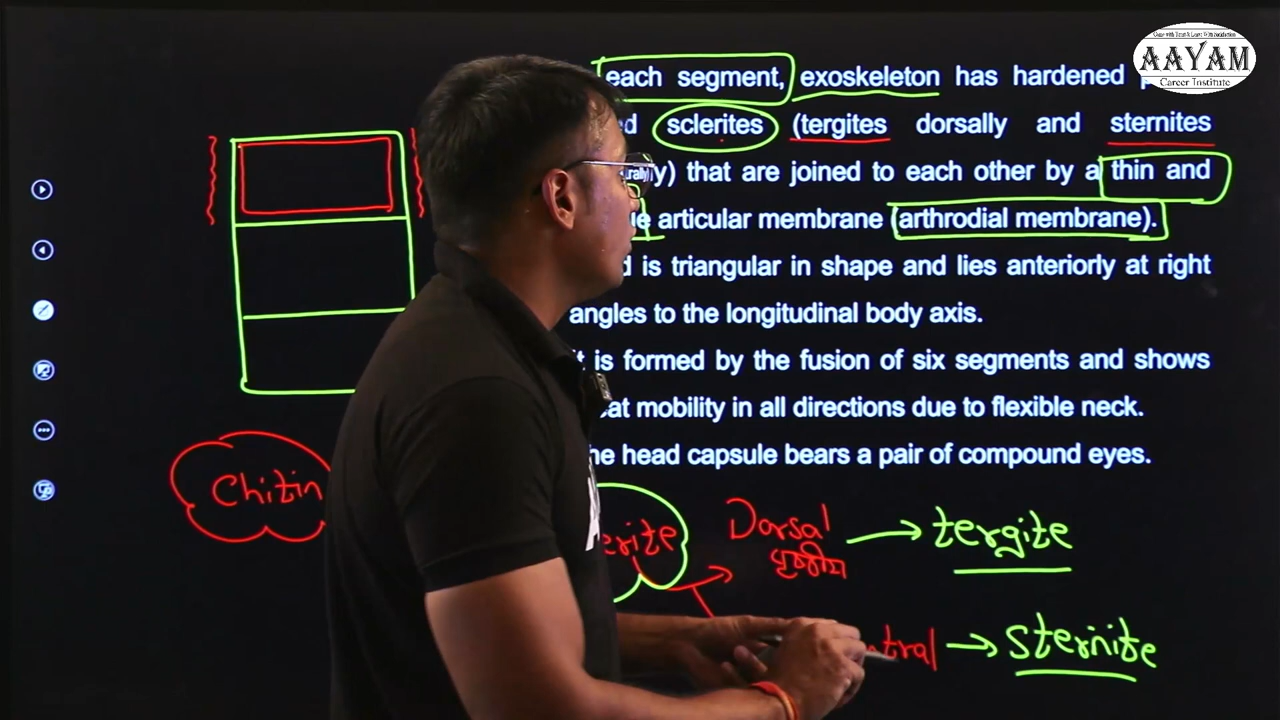 AAYAM
Career Institute
each segment, exoskeleton has hardened
sclerites (tergites dorsally and sternites
that are joined to each other by a thin and
articular membrane (arthrodial membrane).
is triangular in shape and lies anteriorly at right
angles to the longitudinal body axis.
is formed by the fusion of six segments and shows
mobility in all directions due to flexible neck.
head capsule bears a pair of compound eyes.
Chitin
Dorsal → tergite
पृष्ठीय
→ sternite